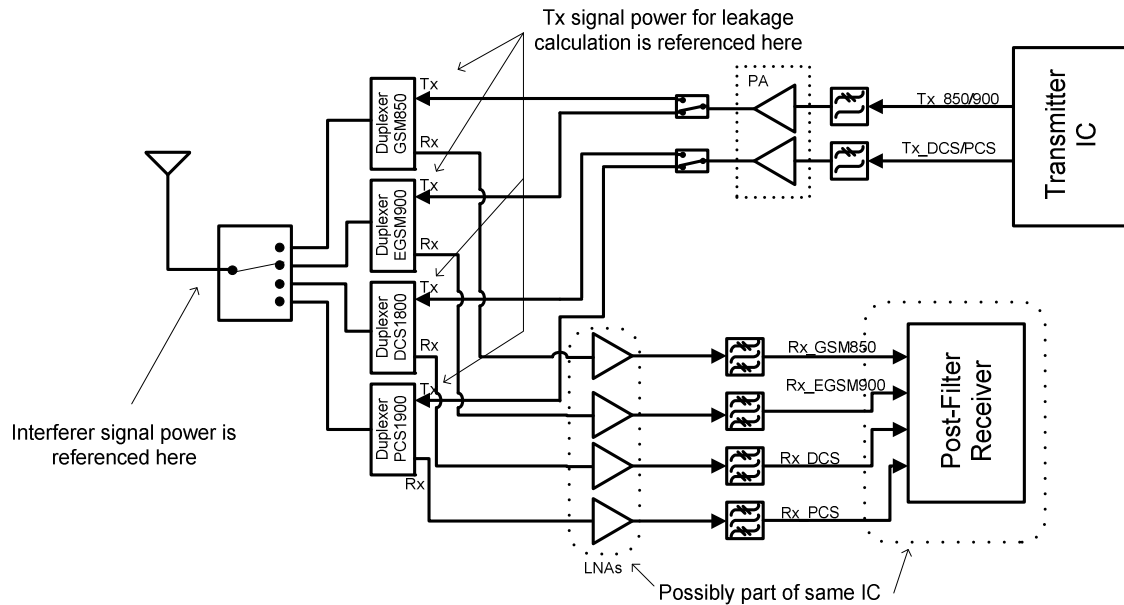 Tx signal power for leakage
calculation is referenced here
PA
Tx_850/900
Tx_DCS/PCS
Transmitter
IC
Duplexer
GSM850
Tx
Rx
Duplexer
EGSM900
Tx
Rx
Duplexer
DCS1800
Tx
Rx
Duplexer
PCS1900
Tx
Rx
Interferer signal power is
referenced here
LNAs
Rx_GSM850
Rx_EGSM900
Rx_DCS
Rx_PCS
Post-Filter
Receiver
Possibly part of same IC